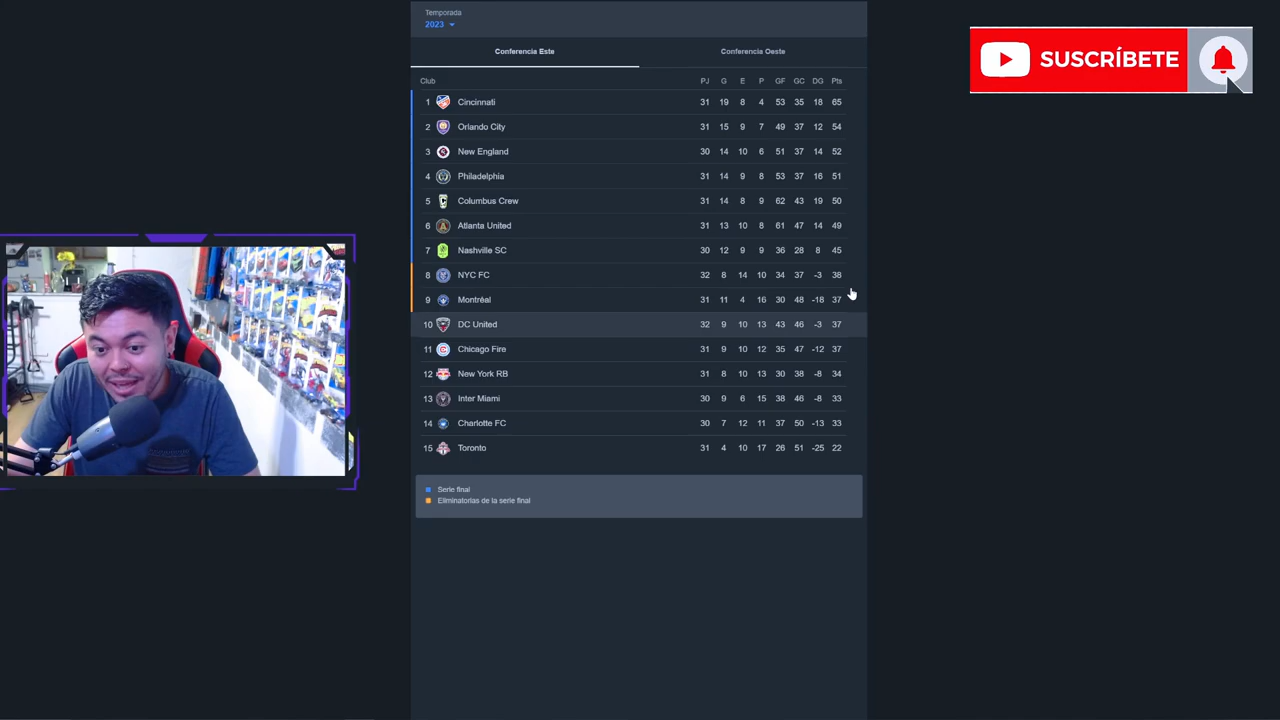 Temporada
2023
Conferencia Este Conferencia Oeste
Club PJ G E P GF GC DG Pts
1 Cincinnati 31 19 8 4 53 35 18 65
2 Orlando City 31 15 9 7 49 37 12 54
3 New England 30 14 10 6 51 37 14 52
4 Philadelphia 31 14 9 8 53 37 16 51
5 Columbus Crew 31 14 8 9 62 43 19 50
6 Atlanta United 31 13 10 8 61 47 14 49
7 Nashville SC 30 12 9 9 36 28 8 45
8 NYC FC 32 8 14 10 34 37 -3 38
9 Montréal 31 11 4 16 30 48 -18 37
10 DC United 32 9 10 13 43 46 -3 37
11 Chicago Fire 31 9 10 12 35 47 -12 37
12 New York RB 31 8 10 13 30 38 -8 34
13 Inter Miami 30 9 6 15 38 46 -8 33
14 Charlotte FC 30 7 12 11 37 50 -13 33
15 Toronto 31 4 10 17 26 51 -25 22
Serie final
Eliminatorias de la serie final
SUSCRÍBETE